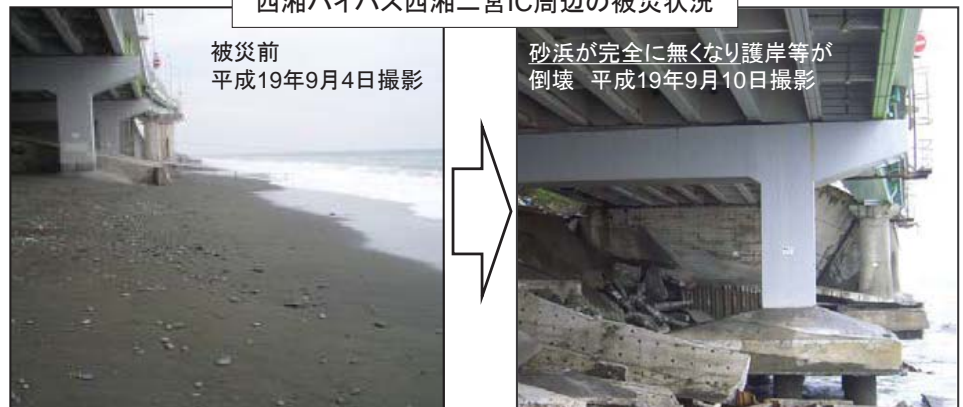 西湘バイパス西湘二宮IC周辺の被災状況
被災前
平成19年9月4日撮影
砂浜が完全に無くなり護岸等が
倒壊 平成19年9月10日撮影